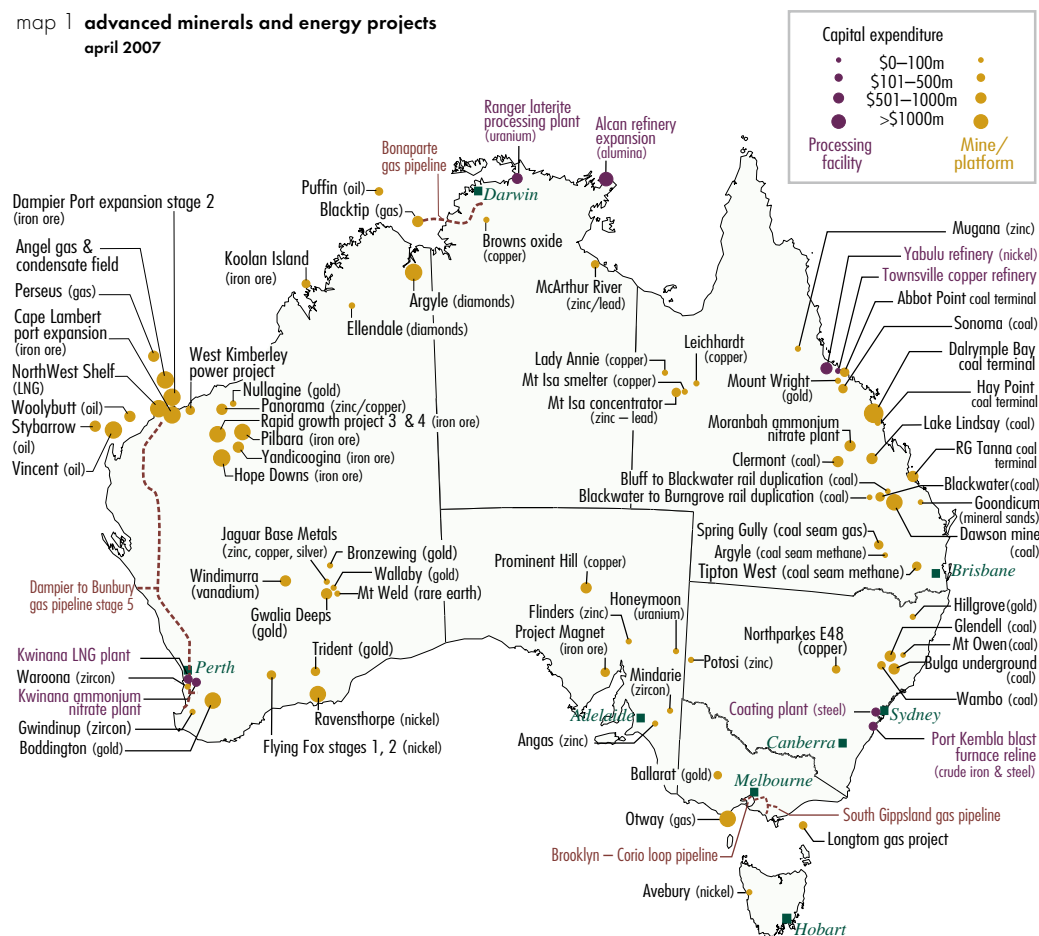 map 1 advanced minerals and energy projects
april 2007
Capital expenditure
$0–100m
$101–500m
$501–1000m
>$1000m
Processing
facility
Mine/
platform
Ranger laterite
processing plant
(uranium)
Alcan refinery
expansion
(alumina)
Bonaparte
gas pipeline
Puffin (oil)
Darwin
Blacktip (gas)
Browns oxide
(copper)
Dampier Port expansion stage 2
(iron ore)
Angel gas &
condensate field
Perseus (gas)
Cape Lambert
port expansion
(iron ore)
NorthWest Shelf
(LNG)
Woolybutt (oil)
Stybarrow
(oil)
Vincent (oil)
Koolan Island
(iron ore)
Argyle (diamonds)
Ellendale (diamonds)
West Kimberley
power project
Nullagine (gold)
Panorama (zinc/copper)
Rapid growth project 3 & 4 (iron ore)
Pilbara (iron ore)
Yandicoogina (iron ore)
Hope Downs (iron ore)
McArthur River
(zinc/lead)
Leichhardt
(copper)
Lady Annie (copper)
Mt Isa smelter (copper)
Mt Isa concentrator
(zinc – lead)
Mugana (zinc)
Yabulu refinery (nickel)
Townsville copper refinery
Abbot Point coal terminal
Sonoma (coal)
Dalrymple Bay
coal terminal
Mount Wright
(gold)
Hay Point
coal terminal
Moranbah ammonium
nitrate plant
Lake Lindsay (coal)
Clermont (coal)
RG Tanna coal
terminal
Bluff to Blackwater rail duplication (coal)
Blackwater (coal)
Blackwater to Burngrove rail duplication (coal)
Goondicum
(mineral sands)
Dawson mine
(coal)
Spring Gully (coal seam gas)
Argyle (coal seam methane)
Tipton West (coal seam methane)
Brisbane
Jaguar Base Metals
(zinc, copper, silver)
Bronzewing (gold)
Wallaby (gold)
Mt Weld (rare earth)
Windimurra
(vanadium)
Gwalia Deeps
(gold)
Dampier to Bunbury
gas pipeline stage 5
Prominent Hill (copper)
Honeymoon
(uranium)
Flinders (zinc)
Project Magnet
(iron ore)
Mindarie
(zircon)
Potosi (zinc)
Northparkes E48
(copper)
Hillgrove(gold)
Glendell (coal)
Mt Owen(coal)
Bulga underground
(coal)
Wambo (coal)
Kwinana LNG plant
Perth
Waroona (zircon)
Kwinana ammonium
nitrate plant
Gwindinup (zircon)
Boddington (gold)
Trident (gold)
Ravensthorpe (nickel)
Flying Fox stages 1, 2 (nickel)
Adelaide
Angas (zinc)
Coating plant (steel)
Sydney
Canberra
Port Kembla blast
furnace reline
(crude iron & steel)
Ballarat (gold)
Melbourne
Otway (gas)
South Gippsland gas pipeline
Longtom gas project
Brooklyn – Corio loop pipeline
Avebury (nickel)
Hobart